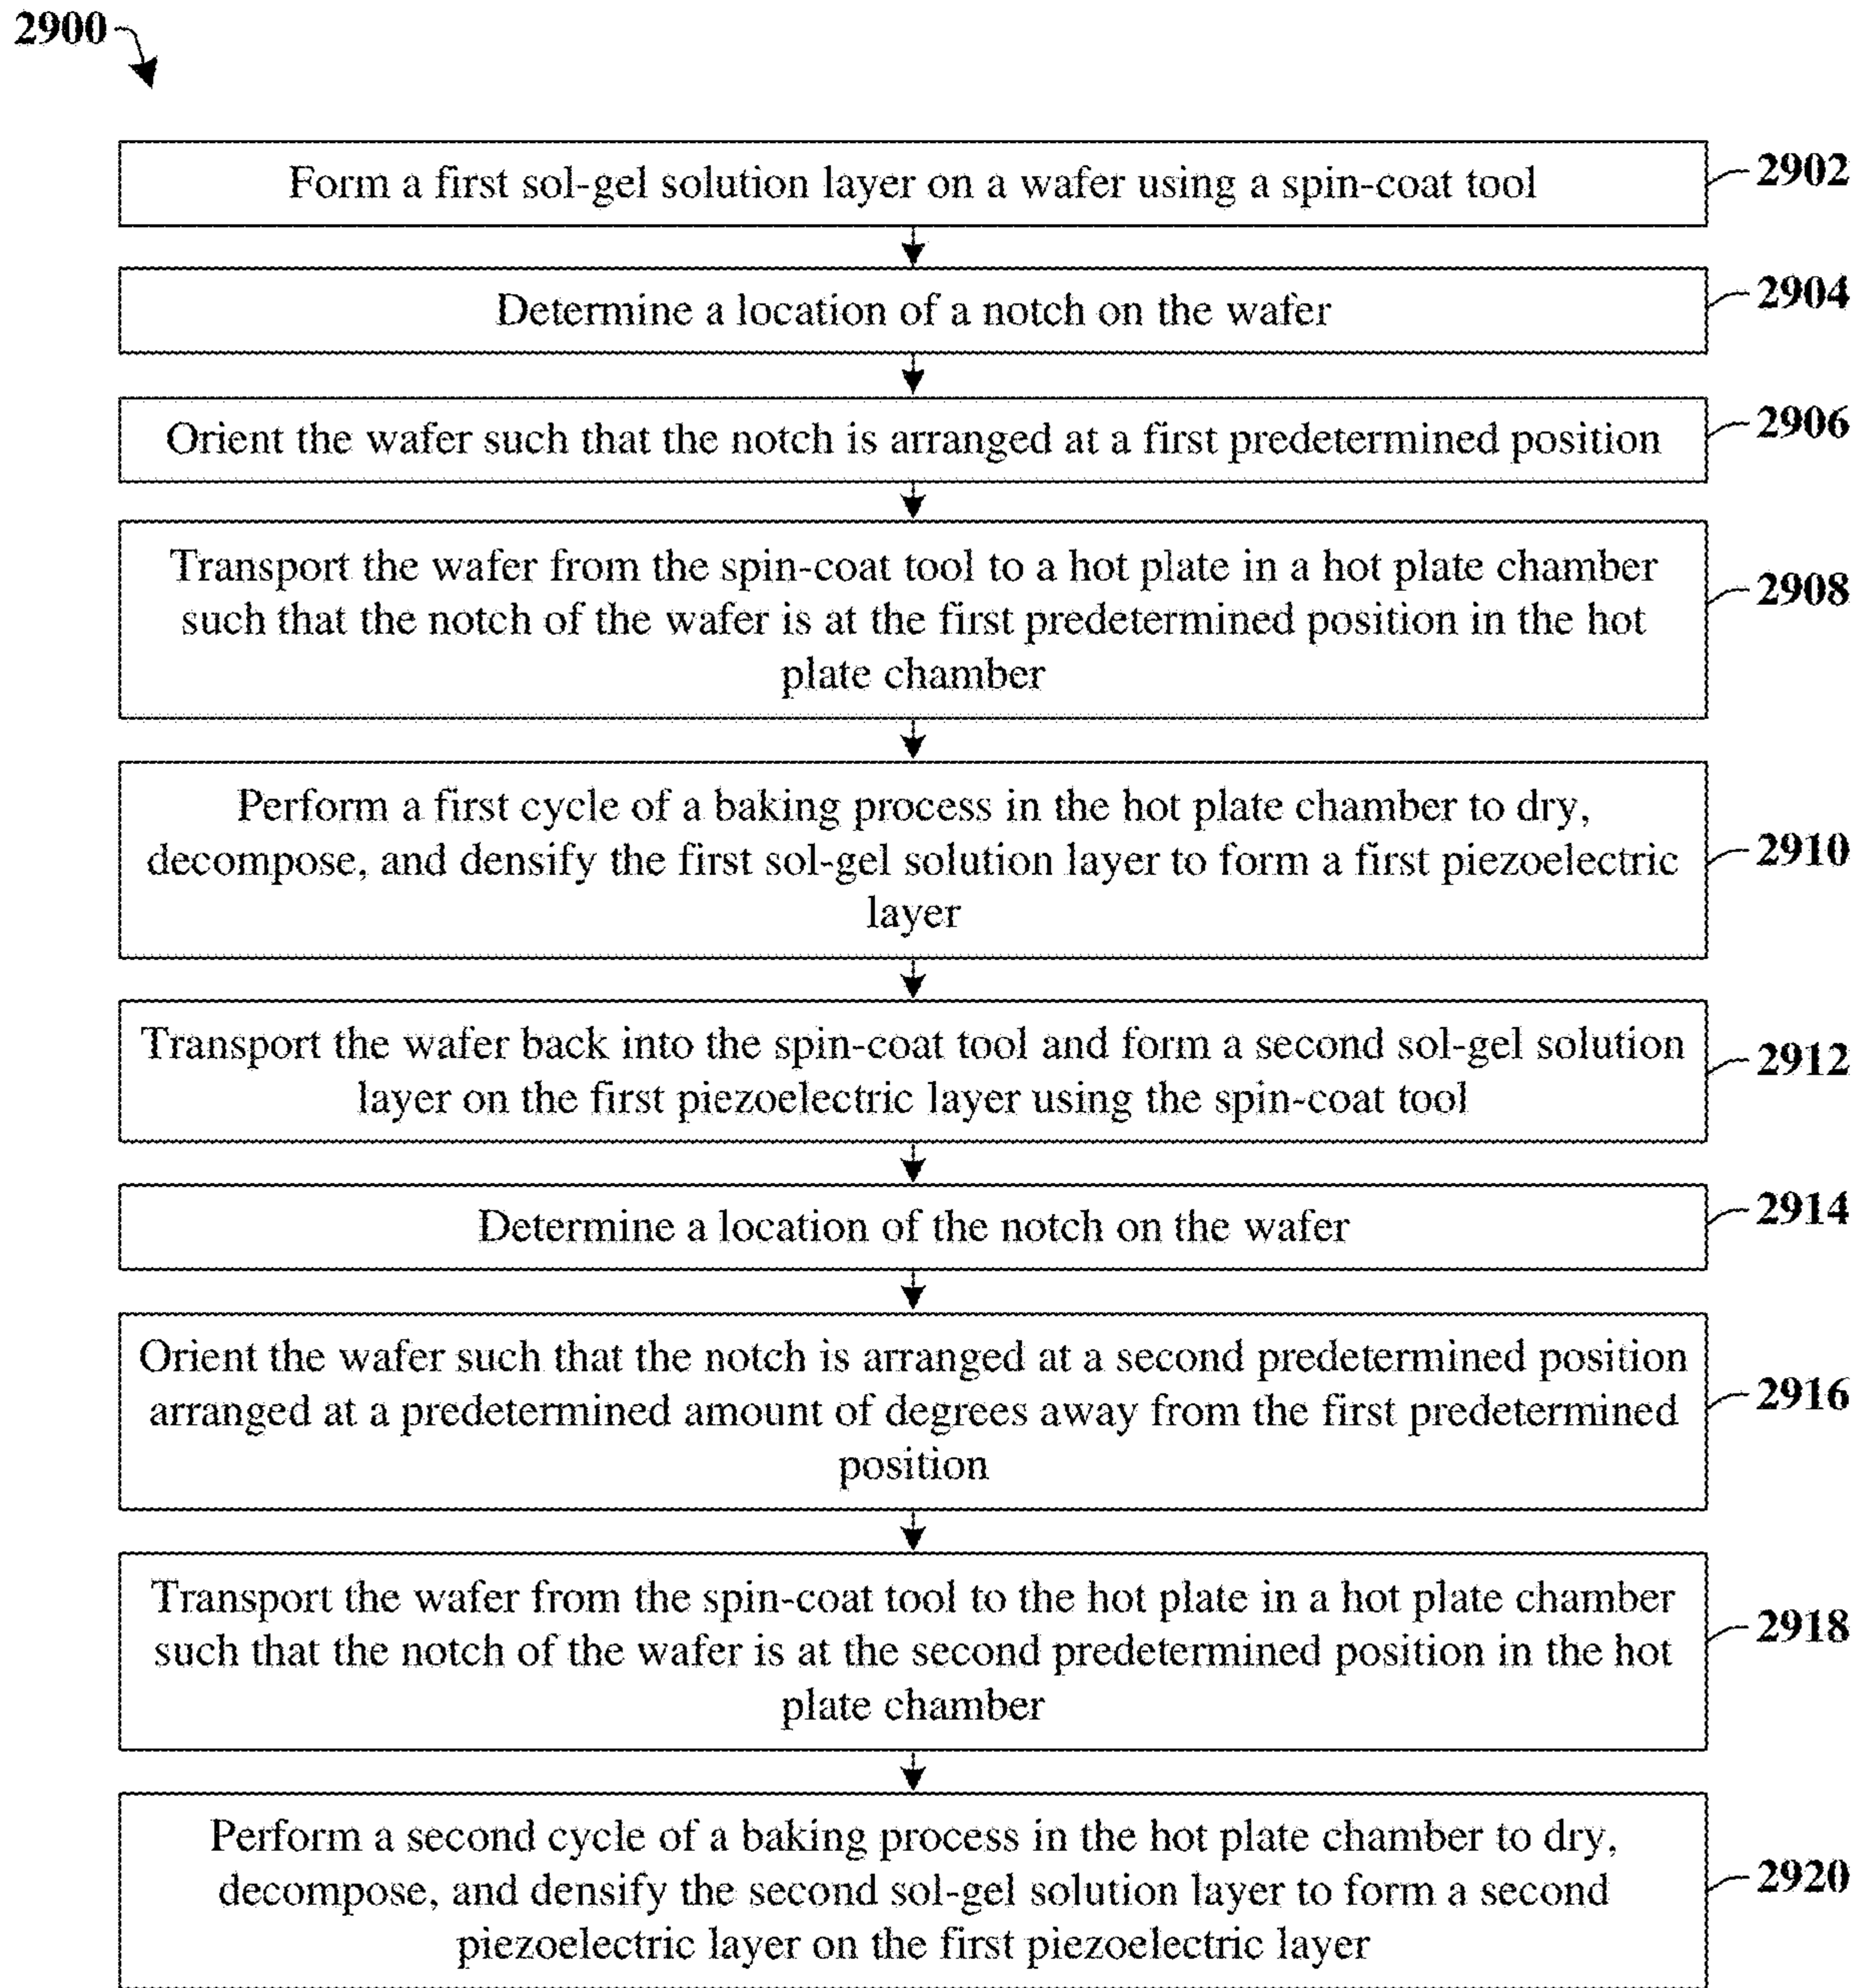 2900
Form a first sol-gel solution layer on a wafer using a spin-coat tool
2902
Determine a location of a notch on the wafer
2904
Orient the wafer such that the notch is arranged at a first predetermined position
2906
Transport the wafer from the spin-coat tool to a hot plate in a hot plate chamber
such that the notch of the wafer is at the first predetermined position in the hot
plate chamber
2908
Perform a first cycle of a baking process in the hot plate chamber to dry,
decompose, and densify the first sol-gel solution layer to form a first piezoelectric
layer
2910
Transport the wafer back into the spin-coat tool and form a second sol-gel solution
layer on the first piezoelectric layer using the spin-coat tool
2912
Determine a location of the notch on the wafer
2914
Orient the wafer such that the notch is arranged at a second predetermined position
arranged at a predetermined amount of degrees away from the first predetermined
position
2916
Transport the wafer from the spin-coat tool to the hot plate in a hot plate chamber
such that the notch of the wafer is at the second predetermined position in the hot
plate chamber
2918
Perform a second cycle of a baking process in the hot plate chamber to dry,
decompose, and densify the second sol-gel solution layer to form a second
piezoelectric layer on the first piezoelectric layer
2920